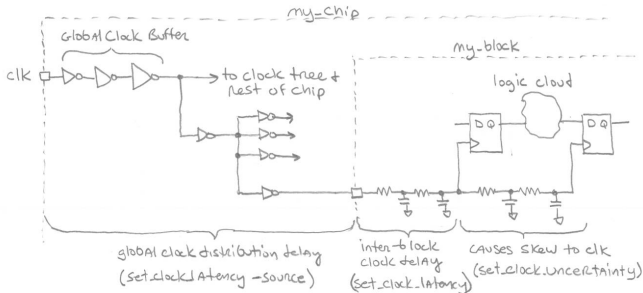 my_chip
Global Clock Buffer
my_block
clk
to clock tree &
rest of chip
logic cloud
D Q
D Q
global clock distribution delay
(set_clock_latency -source)
inter-block
clock delay
(set_clock_latency)
causes skew to clk
(set_clock_uncertainty)